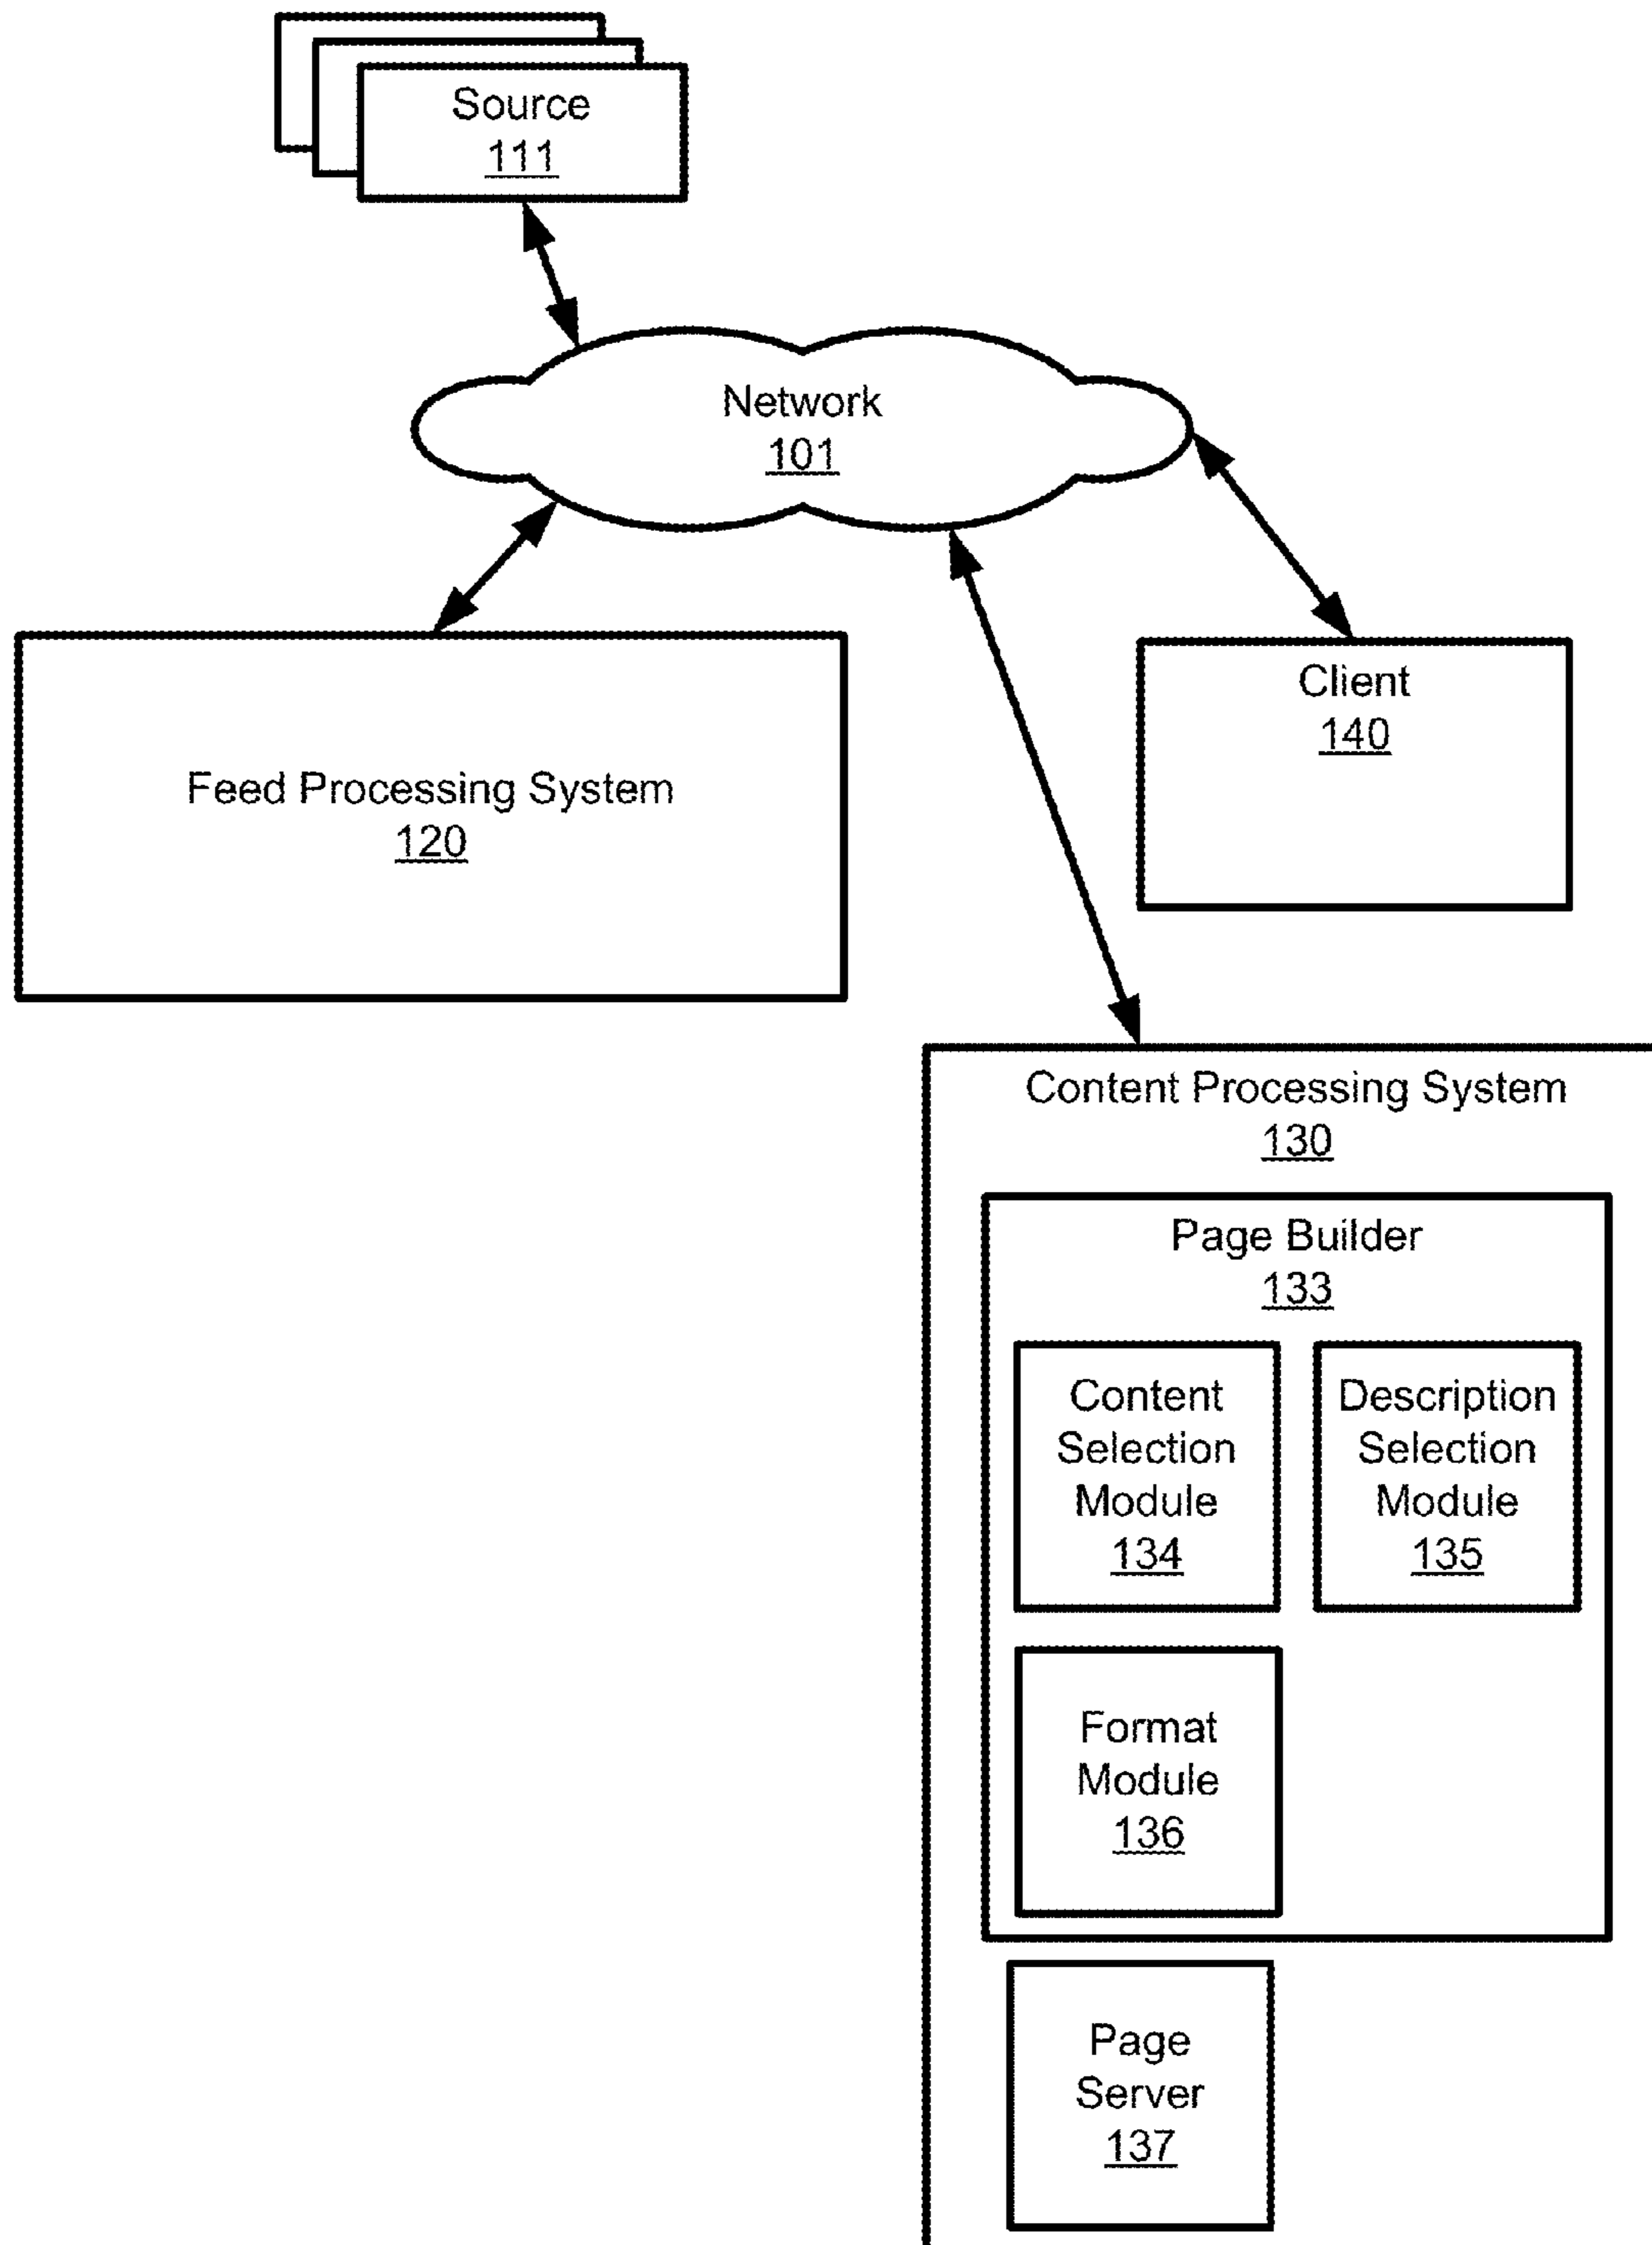 Source
111
Network
101
Feed Processing System
120
Client
140
Content Processing System
130
Page Builder
133
Content
Selection
Module
134
Description
Selection
Module
135
Format
Module
136
Page
Server
137